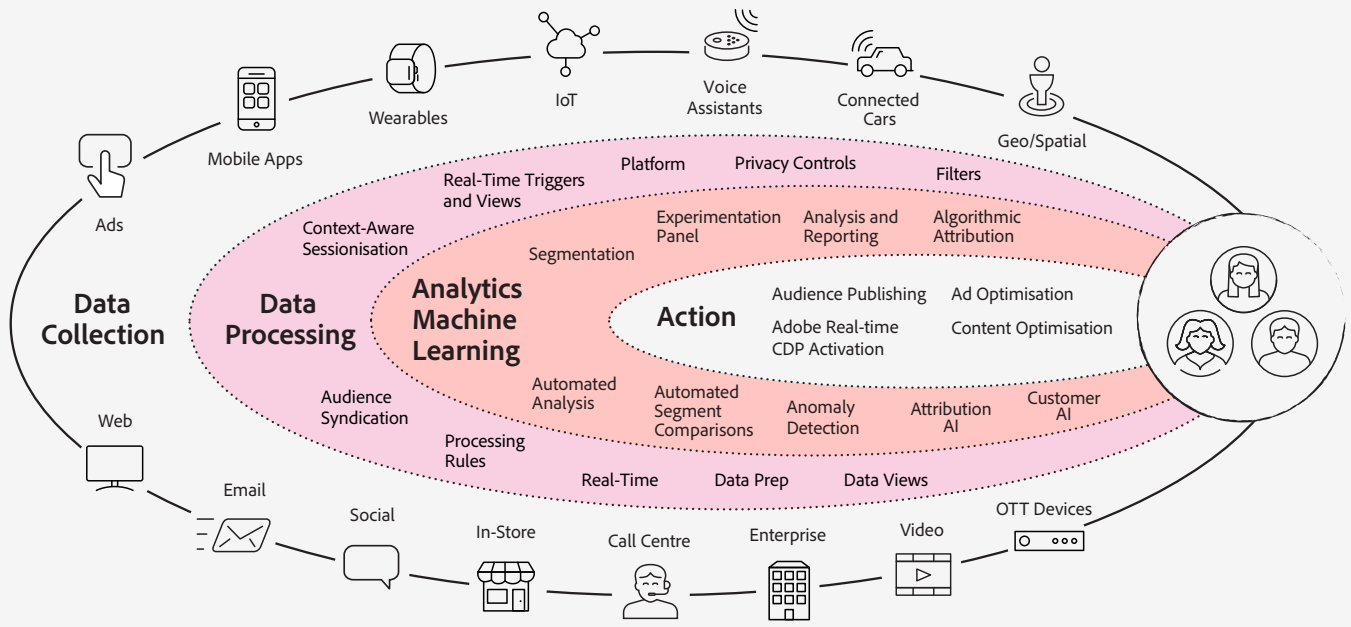 Voice
Assistants
IoT
Connected
Cars
Wearables
Geo/Spatial
Mobile Apps
Ads
Platform
Privacy Controls
Filters
Real-Time Triggers
and Views
Context-Aware
Sessionisation
Experimentation
Panel
Analysis and
Reporting
Algorithmic
Attribution
Segmentation
Data
Collection
Data
Processing
Analytics
Machine
Learning
Action
Audience Publishing
Ad Optimisation
Adobe Real-time
CDP Activation
Content Optimisation
Automated
Analysis
Automated
Segment
Comparisons
Anomaly
Detection
Attribution
AI
Customer
AI
Audience
Syndication
Processing
Rules
Real-Time
Data Prep
Data Views
Web
Email
Social
In-Store
Call Centre
Enterprise
Video
OTT Devices